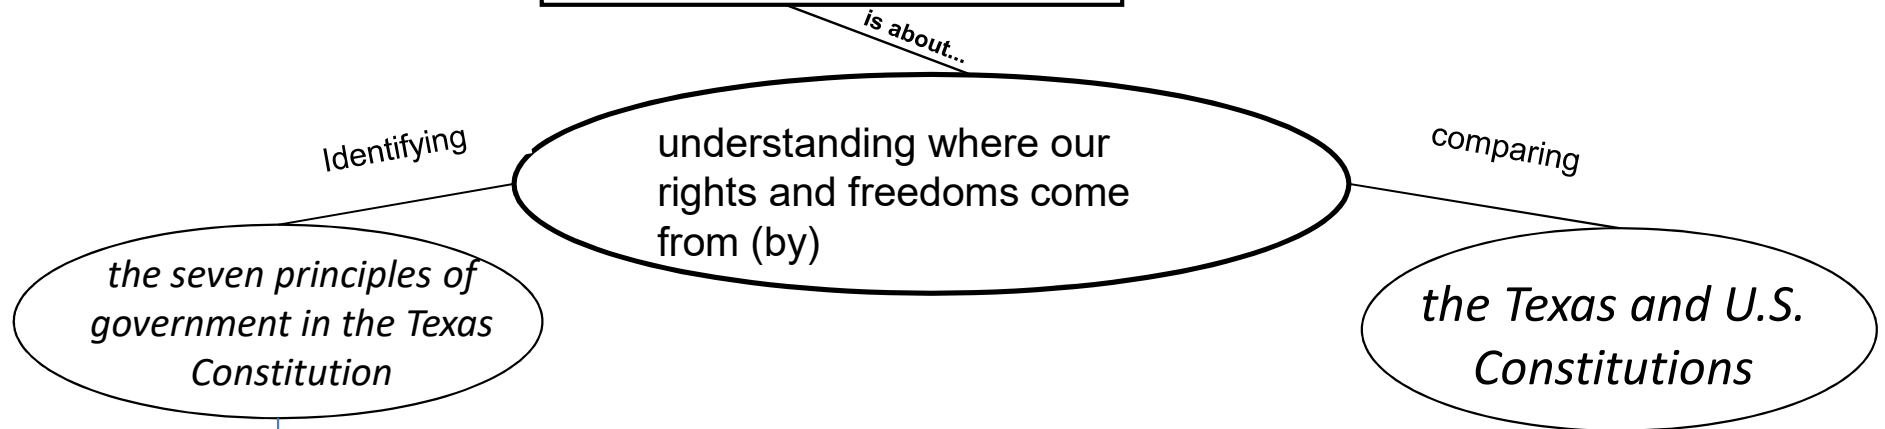 is about...
Identifying
understanding where our
rights and freedoms come
from (by)
comparing
the seven principles of
government in the Texas
Constitution
the Texas and U.S.
Constitutions